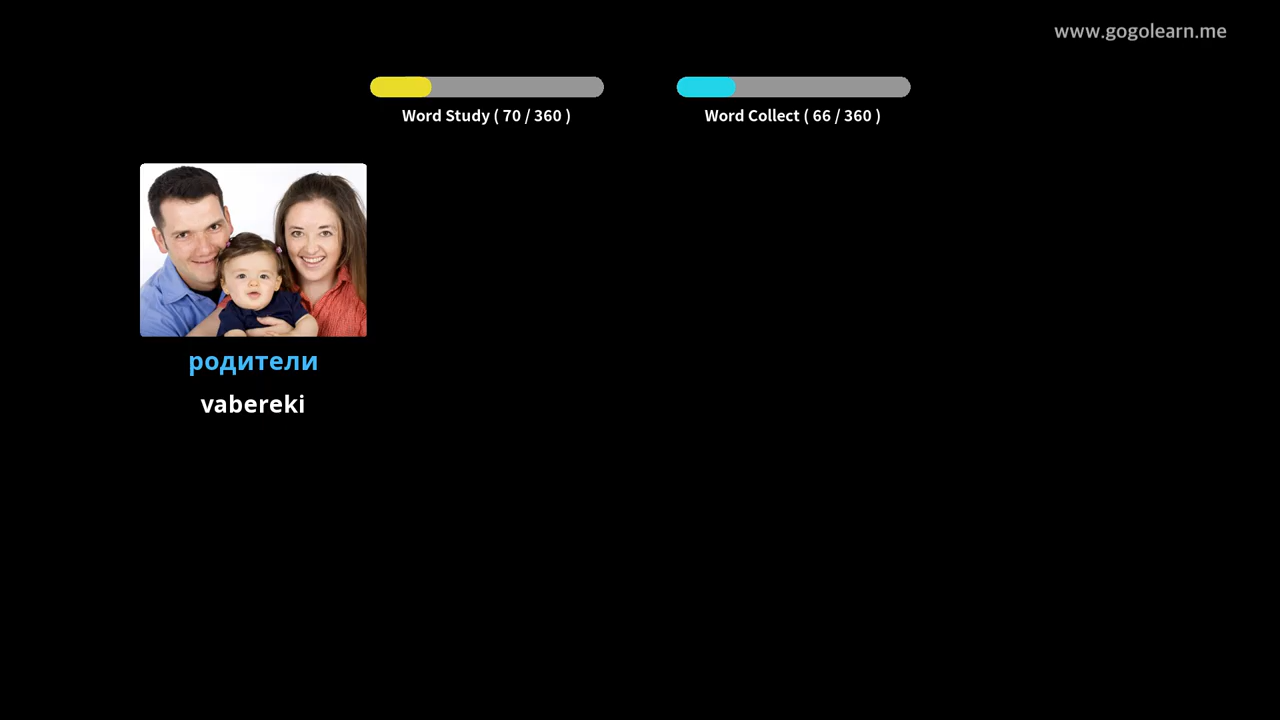 www.gogolearn.me
Word Study ( 70 / 360 )
Word Collect ( 66 / 360 )
родители
vabereki